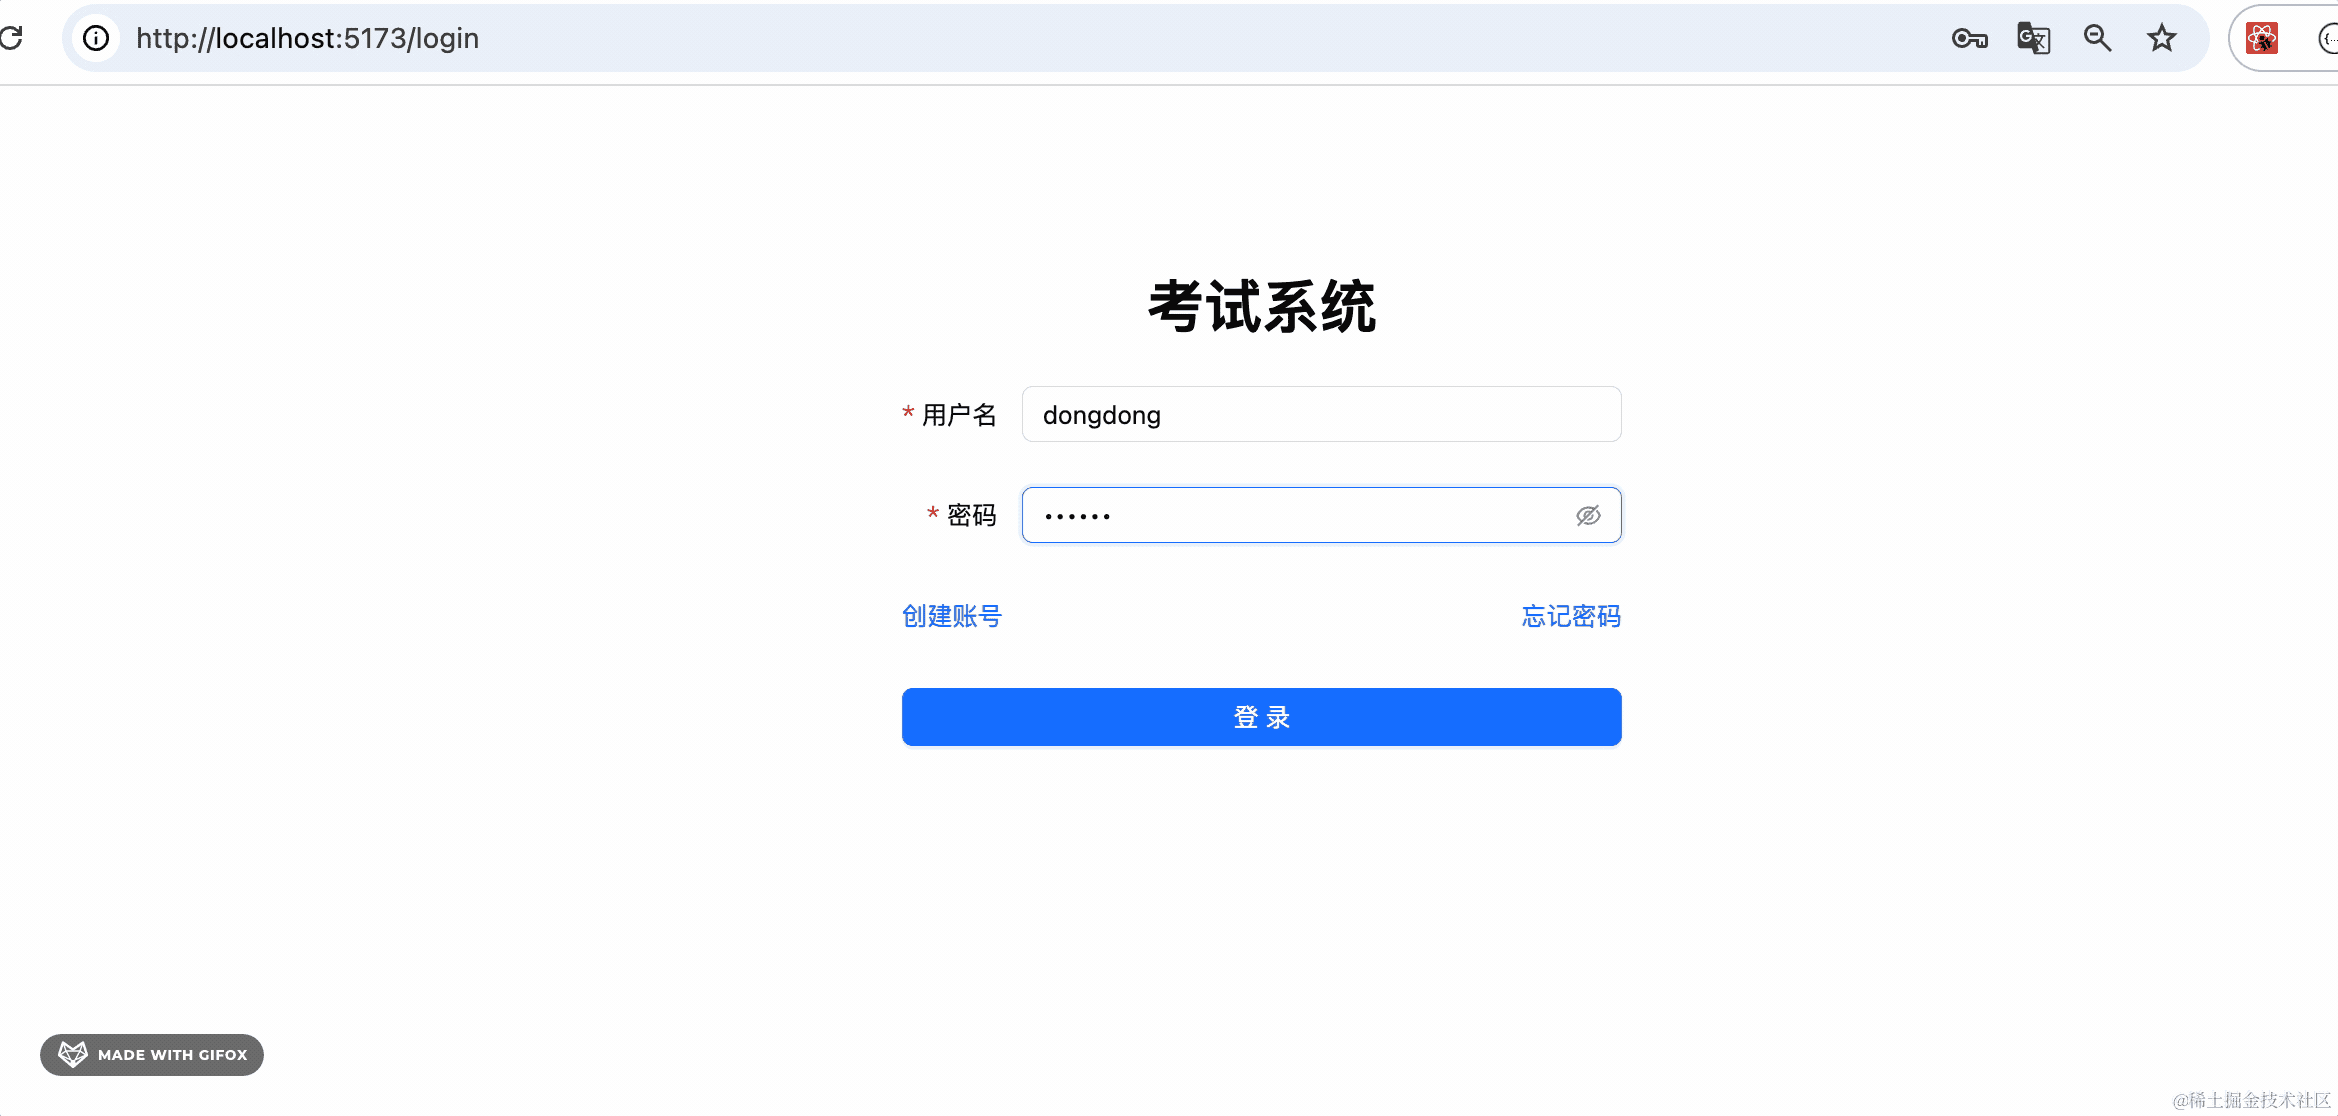 http://localhost:5173/login
考试系统
* 用户名 dongdong
* 密码 ••••••
创建账号 忘记密码
登 录
MADE WITH GIFOX
@稀土掘金技术社区